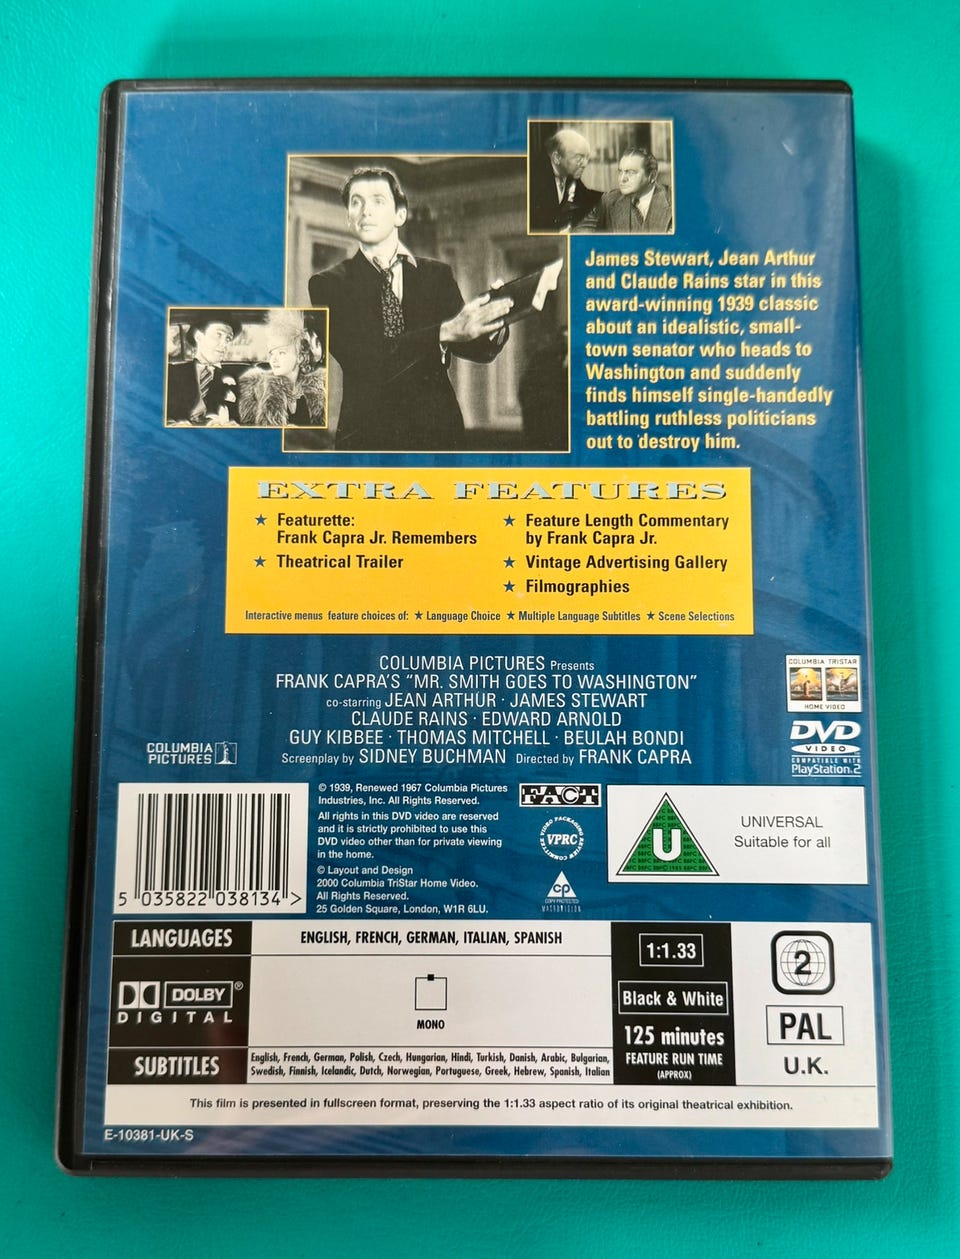 James Stewart, Jean Arthur
and Claude Rains star in this
award-winning 1939 classic
about an idealistic, small-
town senator who heads to
Washington and suddenly
finds himself single-handedly
battling ruthless politicians
out to destroy him.
EXTRA FEATURES
★ Featurette:
Frank Capra Jr. Remembers
★ Theatrical Trailer
★ Feature Length Commentary
by Frank Capra Jr.
★ Vintage Advertising Gallery
★ Filmographies
Interactive menus feature choices of: ★ Language Choice ★ Multiple Language Subtitles ★ Scene Selections
COLUMBIA PICTURES Presents
FRANK CAPRA'S "MR. SMITH GOES TO WASHINGTON"
co-starring JEAN ARTHUR · JAMES STEWART
CLAUDE RAINS · EDWARD ARNOLD
GUY KIBBEE · THOMAS MITCHELL · BEULAH BONDI
Screenplay by SIDNEY BUCHMAN Directed by FRANK CAPRA
COLUMBIA
PICTURES
COLUMBIA TRISTAR
HOME VIDEO
DVD
VIDEO
COMPATIBLE WITH
PlayStation.2
5 035822 038134 >
© 1939, Renewed 1967 Columbia Pictures
Industries, Inc. All Rights Reserved.
All rights in this DVD video are reserved
and it is strictly prohibited to use this
DVD video other than for private viewing
in the home.
© Layout and Design
2000 Columbia TriStar Home Video.
All Rights Reserved.
25 Golden Square, London, W1R 6LU.
FACT
VIDEO PACKAGING REVIEW COMMITTEE
VPRC
cp
COPY PROTECTED
MACROVISION
U
UNIVERSAL
Suitable for all
LANGUAGES
ENGLISH, FRENCH, GERMAN, ITALIAN, SPANISH
DOLBY®
DIGITAL
MONO
SUBTITLES
English, French, German, Polish, Czech, Hungarian, Hindi, Turkish, Danish, Arabic, Bulgarian,
Swedish, Finnish, Icelandic, Dutch, Norwegian, Portuguese, Greek, Hebrew, Spanish, Italian
1:1.33
Black & White
125 minutes
FEATURE RUN TIME
(APPROX)
2
PAL
U.K.
This film is presented in fullscreen format, preserving the 1:1.33 aspect ratio of its original theatrical exhibition.
E-10381-UK-S